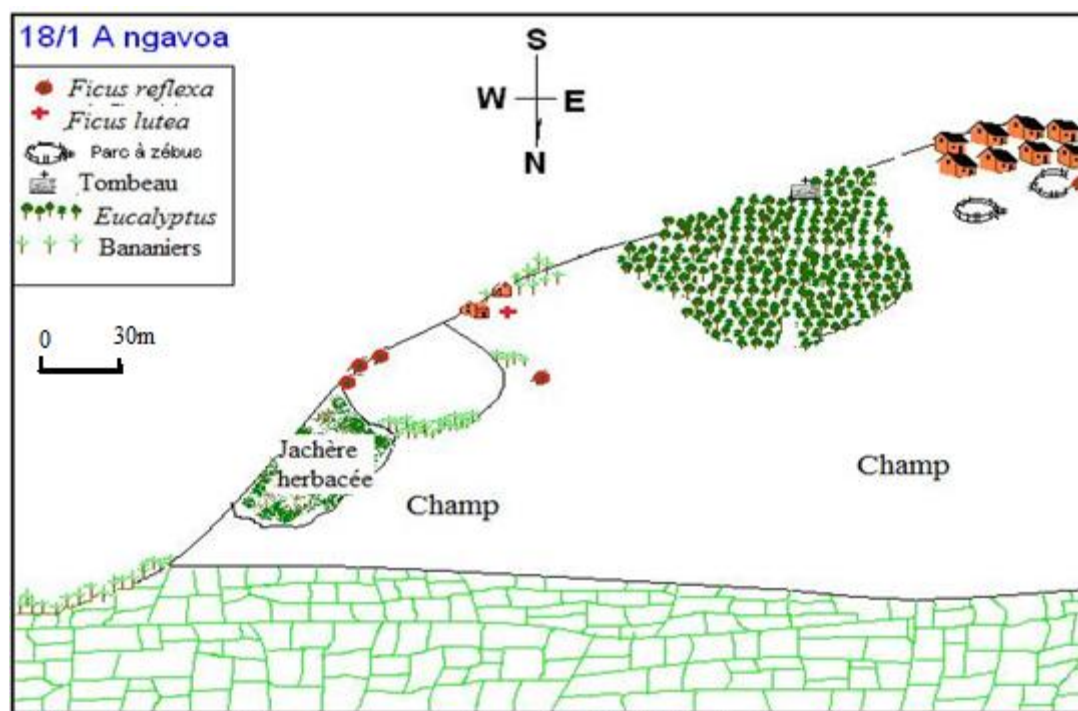 18/1 A ngavoa
Ficus reflexa
Ficus lutea
Parc à zébus
Tombeau
Eucalyptus
Bananiers
S
W E
N
0 30m
Jachère
herbacée
Champ
Champ